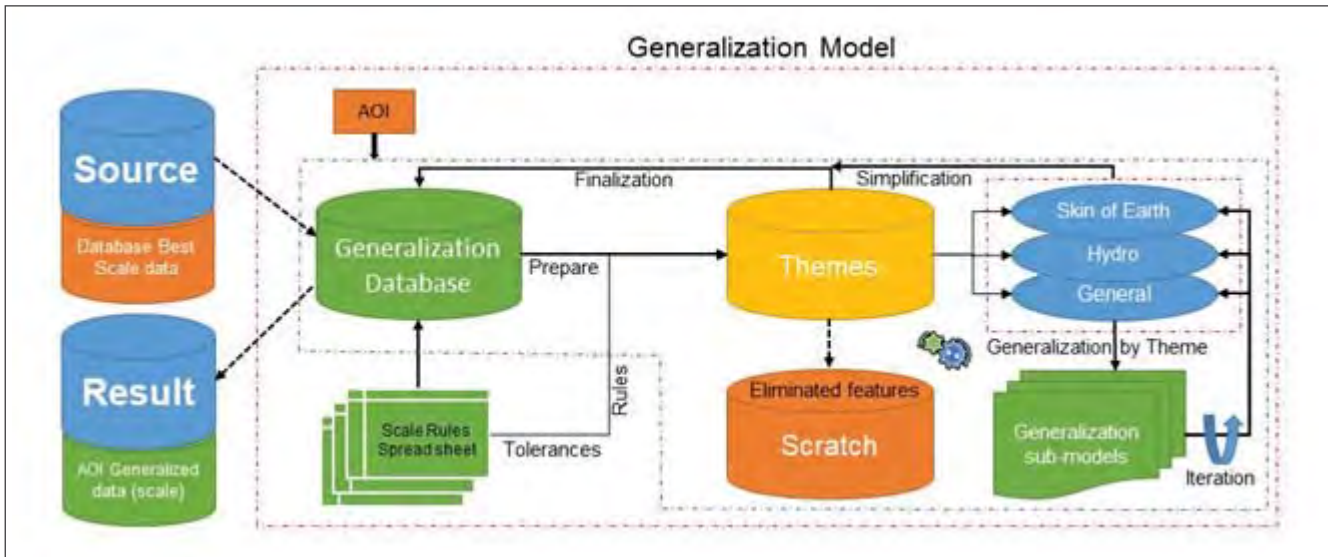 Generalization Model
AOI
Source
Database Best
Scale data
Finalization
Simplification
Skin of Earth
Hydro
General
Generalization
Database
Prepare
Themes
Generalization by Theme
Result
AOI Generalized
data (scale)
Scale Rules
Spread sheet
Tolerances
Rules
Eliminated features
Scratch
Generalization
sub-models
Iteration